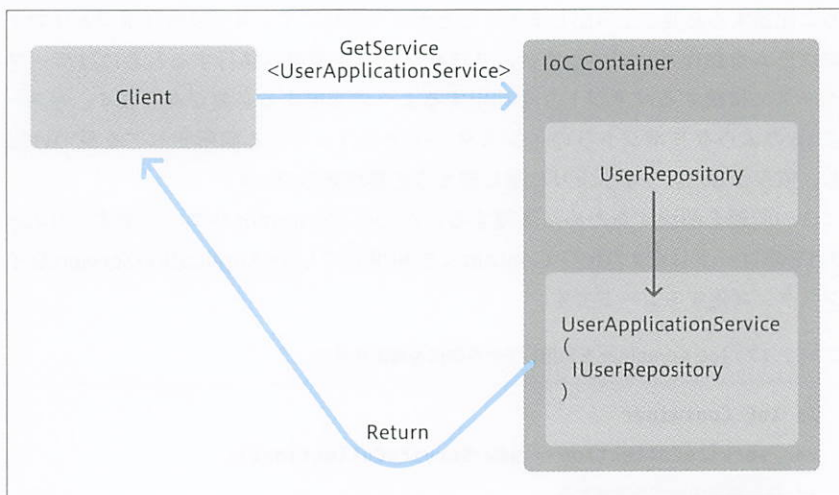 GetService
<UserApplicationService>
Client
IoC Container
UserRepository
UserApplicationService
(
IUserRepository
)
Return